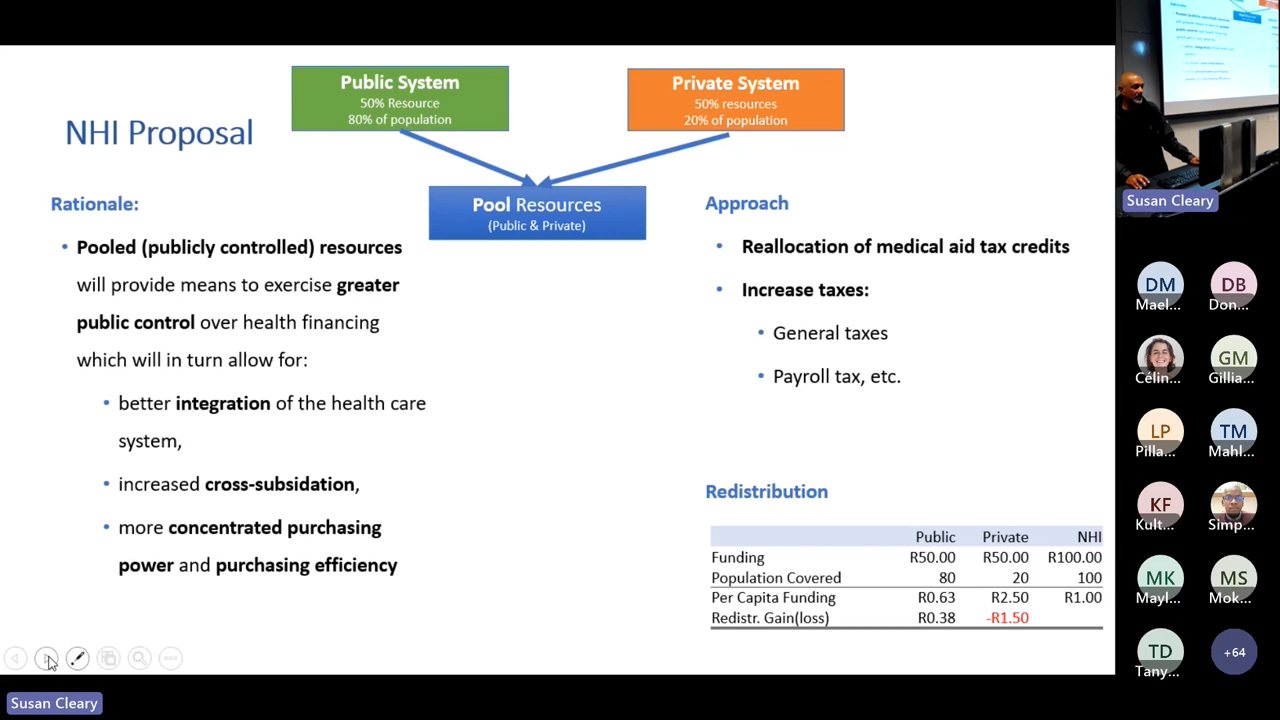 Public System
50% Resource
80% of population
Private System
50% resources
20% of population
NHI Proposal
Pool Resources
(Public & Private)
Rationale:
• Pooled (publicly controlled) resources
will provide means to exercise greater
public control over health financing
which will in turn allow for:
• better integration of the health care
system,
• increased cross-subsidation,
• more concentrated purchasing
power and purchasing efficiency
Approach
• Reallocation of medical aid tax credits
• Increase taxes:
• General taxes
• Payroll tax, etc.
Redistribution
Public Private NHI
Funding R50.00 R50.00 R100.00
Population Covered 80 20 100
Per Capita Funding R0.63 R2.50 R1.00
Redistr. Gain(loss) R0.38 -R1.50
Susan Cleary
Susan Cleary
DM DB
Mael... Don...
GM
Célin... Gillia...
LP TM
Pilla... Mahl...
KF
Kult... Simp...
MK MS
Mayl... Mok...
TD +64
Tany...